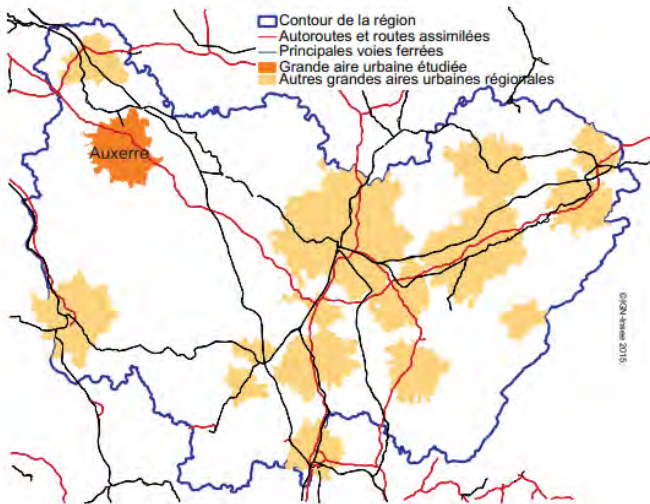 Contour de la région
Autoroutes et routes assimilées
Principales voies ferrées
Grande aire urbaine étudiée
Autres grandes aires urbaines régionales
Auxerre
©IGN-Insee 2015